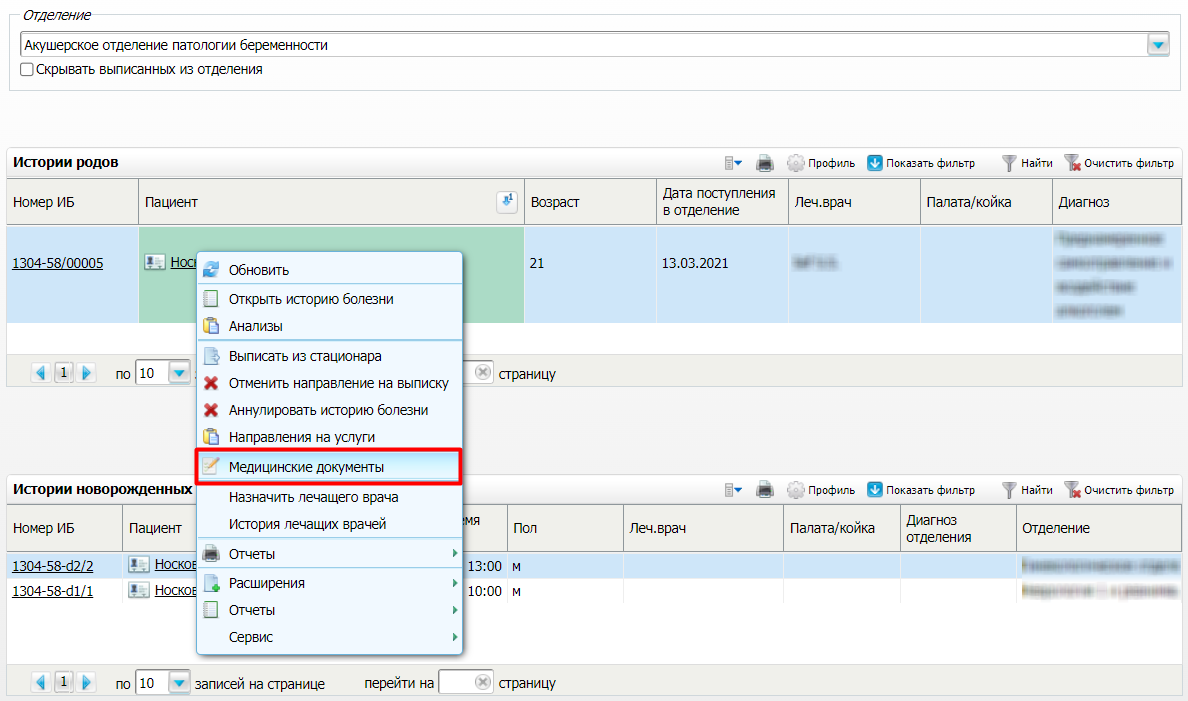 Отделение
Акушерское отделение патологии беременности
Скрывать выписанных из отделения
Истории родов
Профиль Показать фильтр Найти Очистить фильтр
Номер ИБ Пациент Возраст Дата поступления в отделение Леч.врач Палата/койка Диагноз
1304-58/00005 21 13.03.2021
Обновить
Открыть историю болезни
Анализы
Выписать из стационара
Отменить направление на выписку
Аннулировать историю болезни
Направления на услуги
Медицинские документы
Назначить лечащего врача
История лечащих врачей
Отчеты
Расширения
Отчеты
Сервис
1 по 10 страницу
Истории новорожденных
Профиль Показать фильтр Найти Очистить фильтр
Номер ИБ Пациент Пол Леч.врач Палата/койка Диагноз отделения Отделение
1304-58-d2/2 13:00 м
1304-58-d1/1 10:00 м
1 по 10 записей на странице перейти на страницу